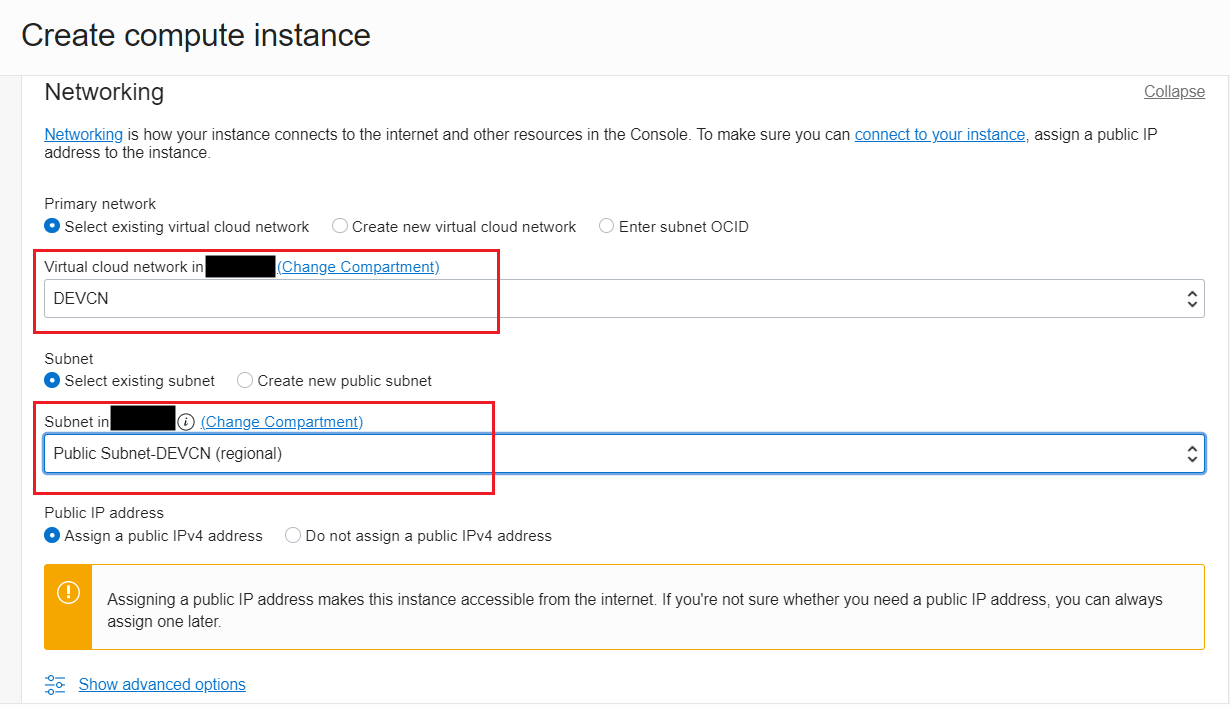 Create compute instance
Networking
Collapse
Networking is how your instance connects to the internet and other resources in the Console. To make sure you can connect to your instance, assign a public IP
address to the instance.
Primary network
Select existing virtual cloud network Create new virtual cloud network Enter subnet OCID
Virtual cloud network in (Change Compartment)
DEVCN
Subnet
Select existing subnet Create new public subnet
Subnet in i (Change Compartment)
Public Subnet-DEVCN (regional)
Public IP address
Assign a public IPv4 address Do not assign a public IPv4 address
Assigning a public IP address makes this instance accessible from the internet. If you're not sure whether you need a public IP address, you can always
assign one later.
Show advanced options